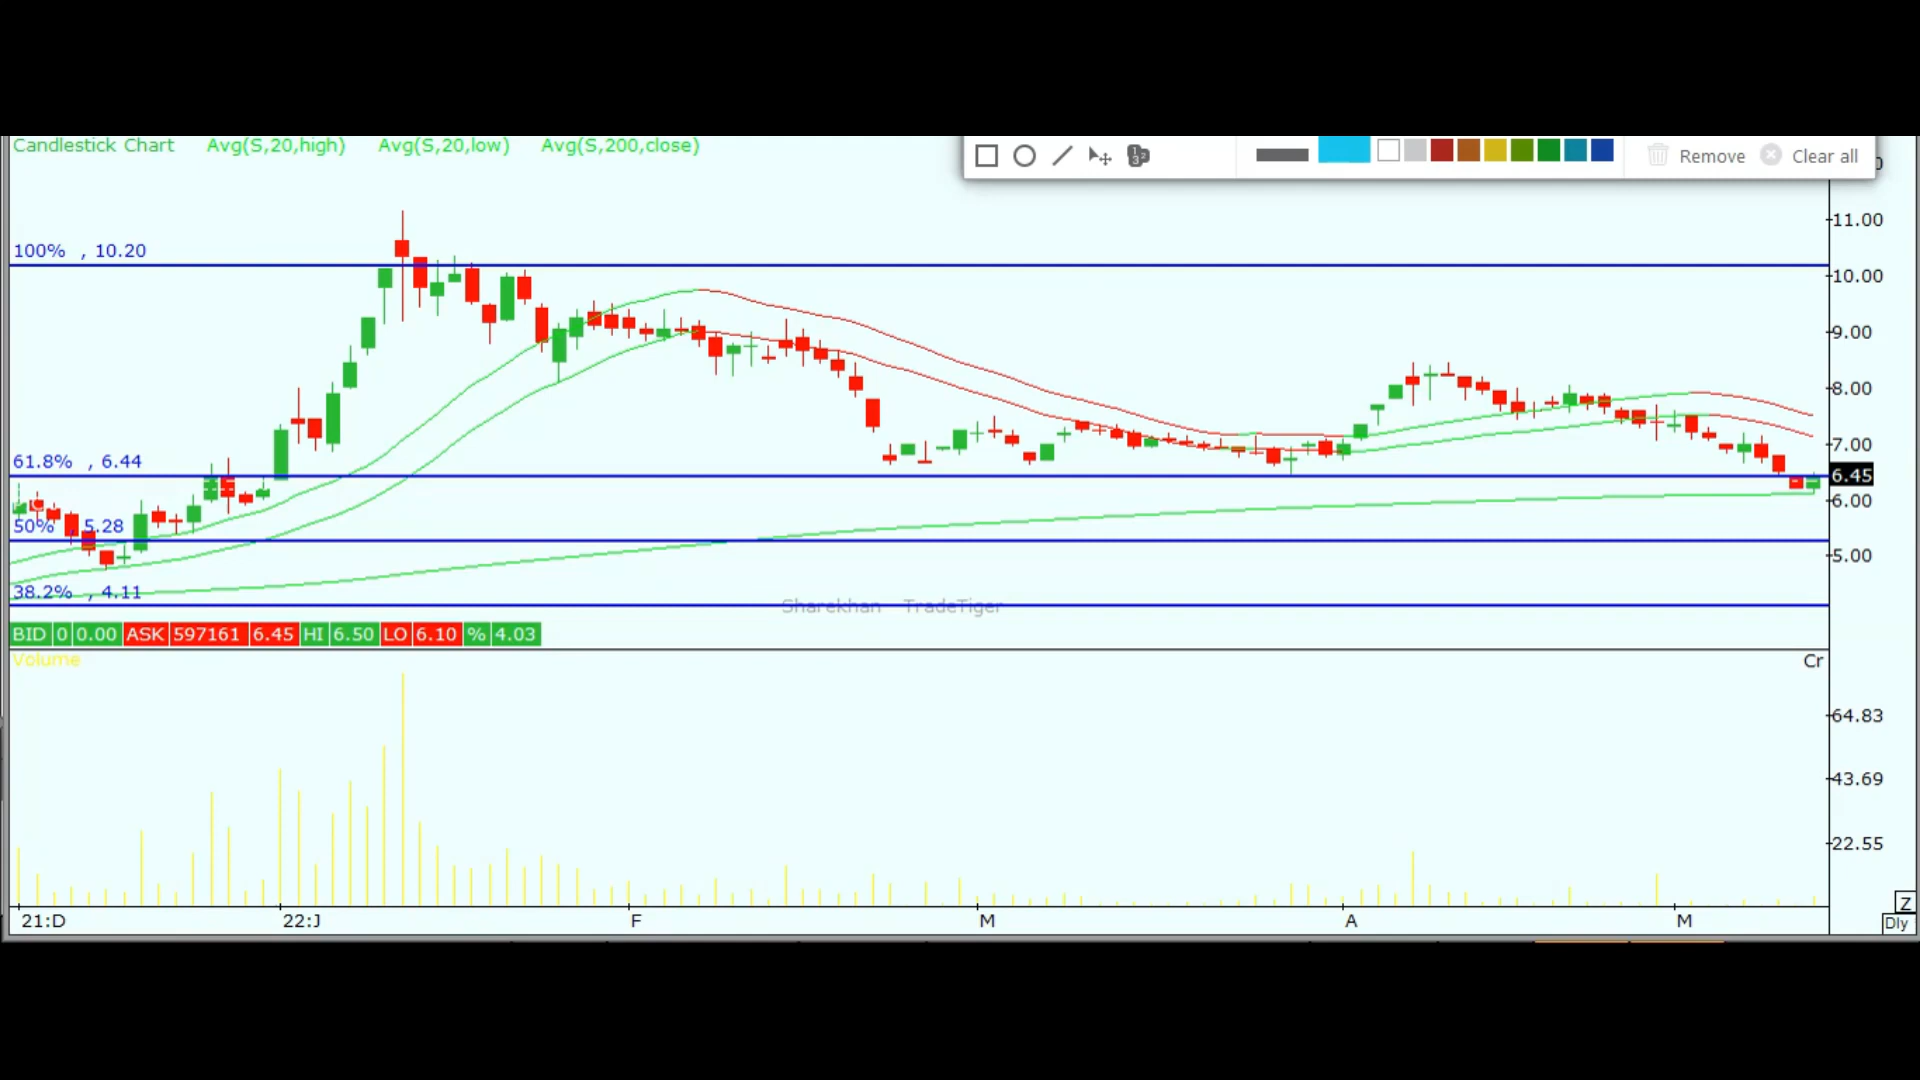 Candlestick Chart Avg(S,20,high) Avg(S,20,low) Avg(S,200,close)
Remove Clear all
11.00
100% , 10.20
10.00
9.00
8.00
7.00
61.8% , 6.44
6.45
6.00
50% , 5.28
5.00
38.2% , 4.11
Sharekhan TradeTiger
BID 0 0.00 ASK 597161 6.45 HI 6.50 LO 6.10 % 4.03
Volume Cr
64.83
43.69
22.55
Z
21:D 22:J F M A M Dly